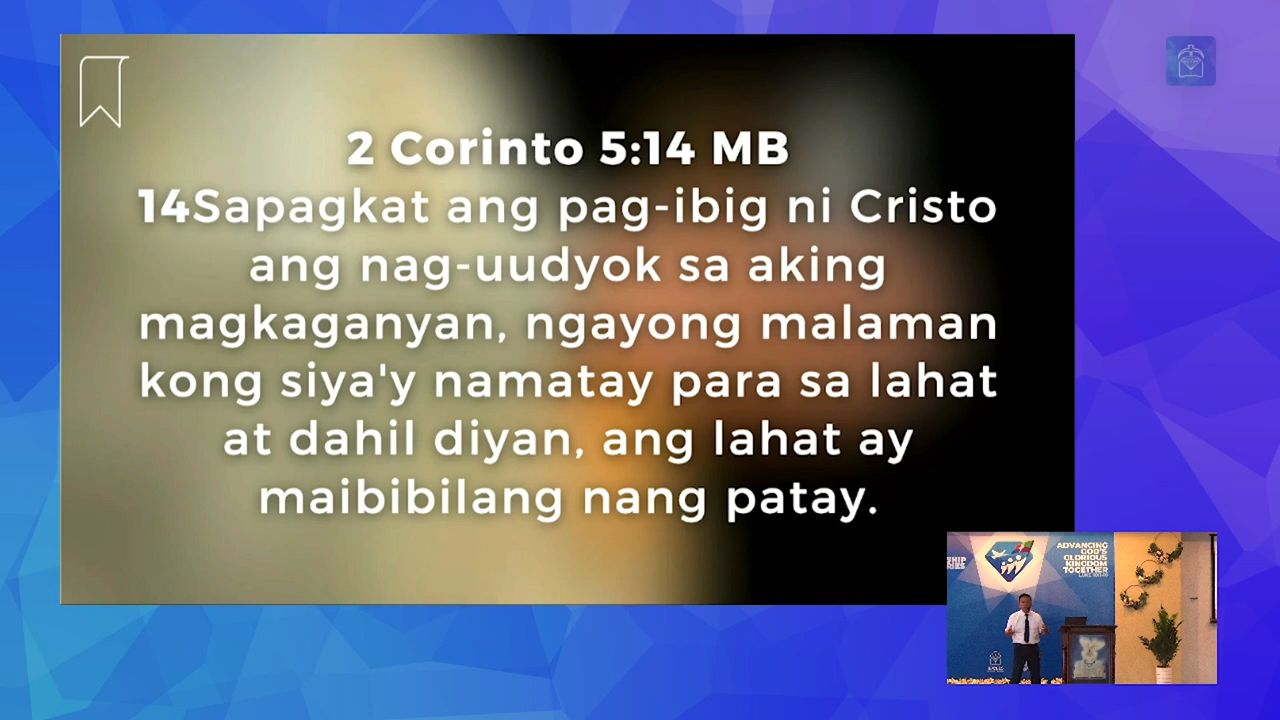 2 Corinto 5:14 MB
14Sapagkat ang pag-ibig ni Cristo
ang nag-uudyok sa aking
magkaganyan, ngayong malaman
kong siya'y namatay para sa lahat
at dahil diyan, ang lahat ay
maibibilang nang patay.
ADVANCING
GOD'S
GLORIOUS
KINGDOM
TOGETHER